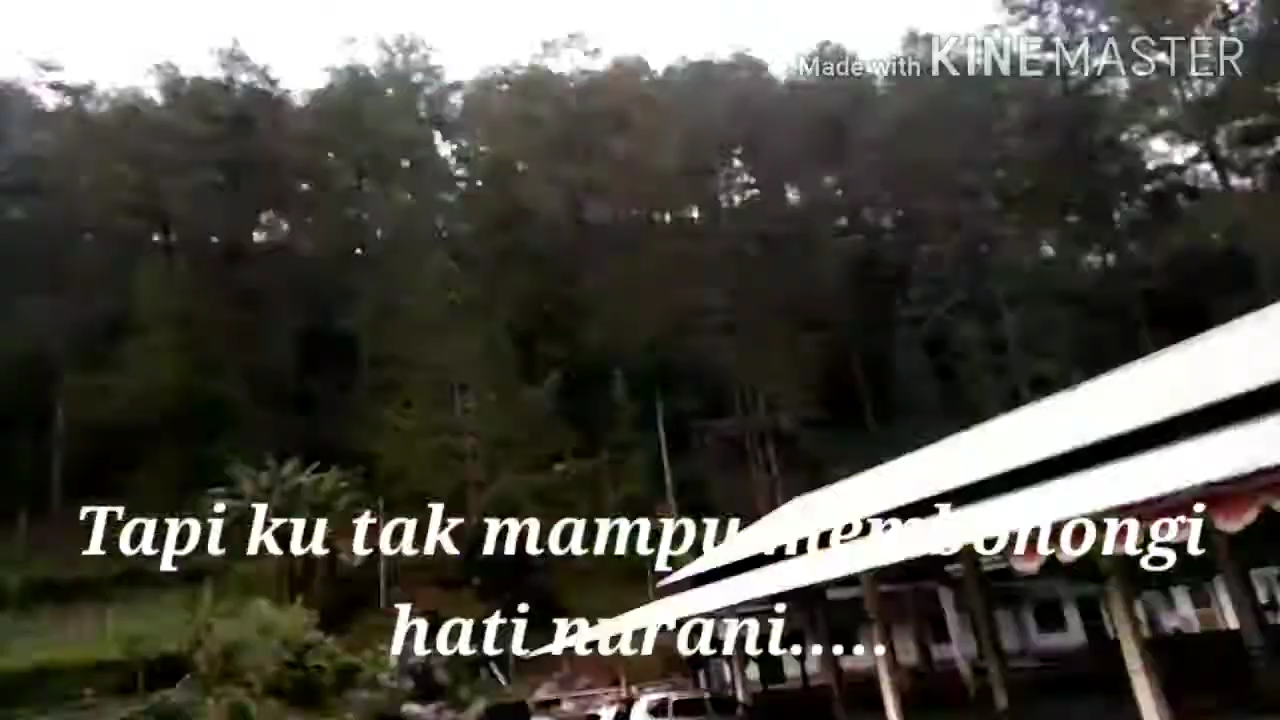 Made with KINEMASTER
Tapi ku tak mampu membohongi
hati nurani.....